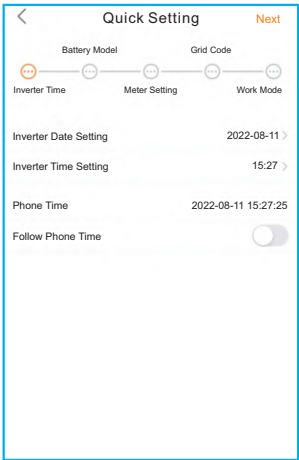 Quick Setting Next
Battery Model Grid Code
Inverter Time Meter Setting Work Mode
Inverter Date Setting 2022-08-11
Inverter Time Setting 15:27
Phone Time 2022-08-11 15:27:25
Follow Phone Time